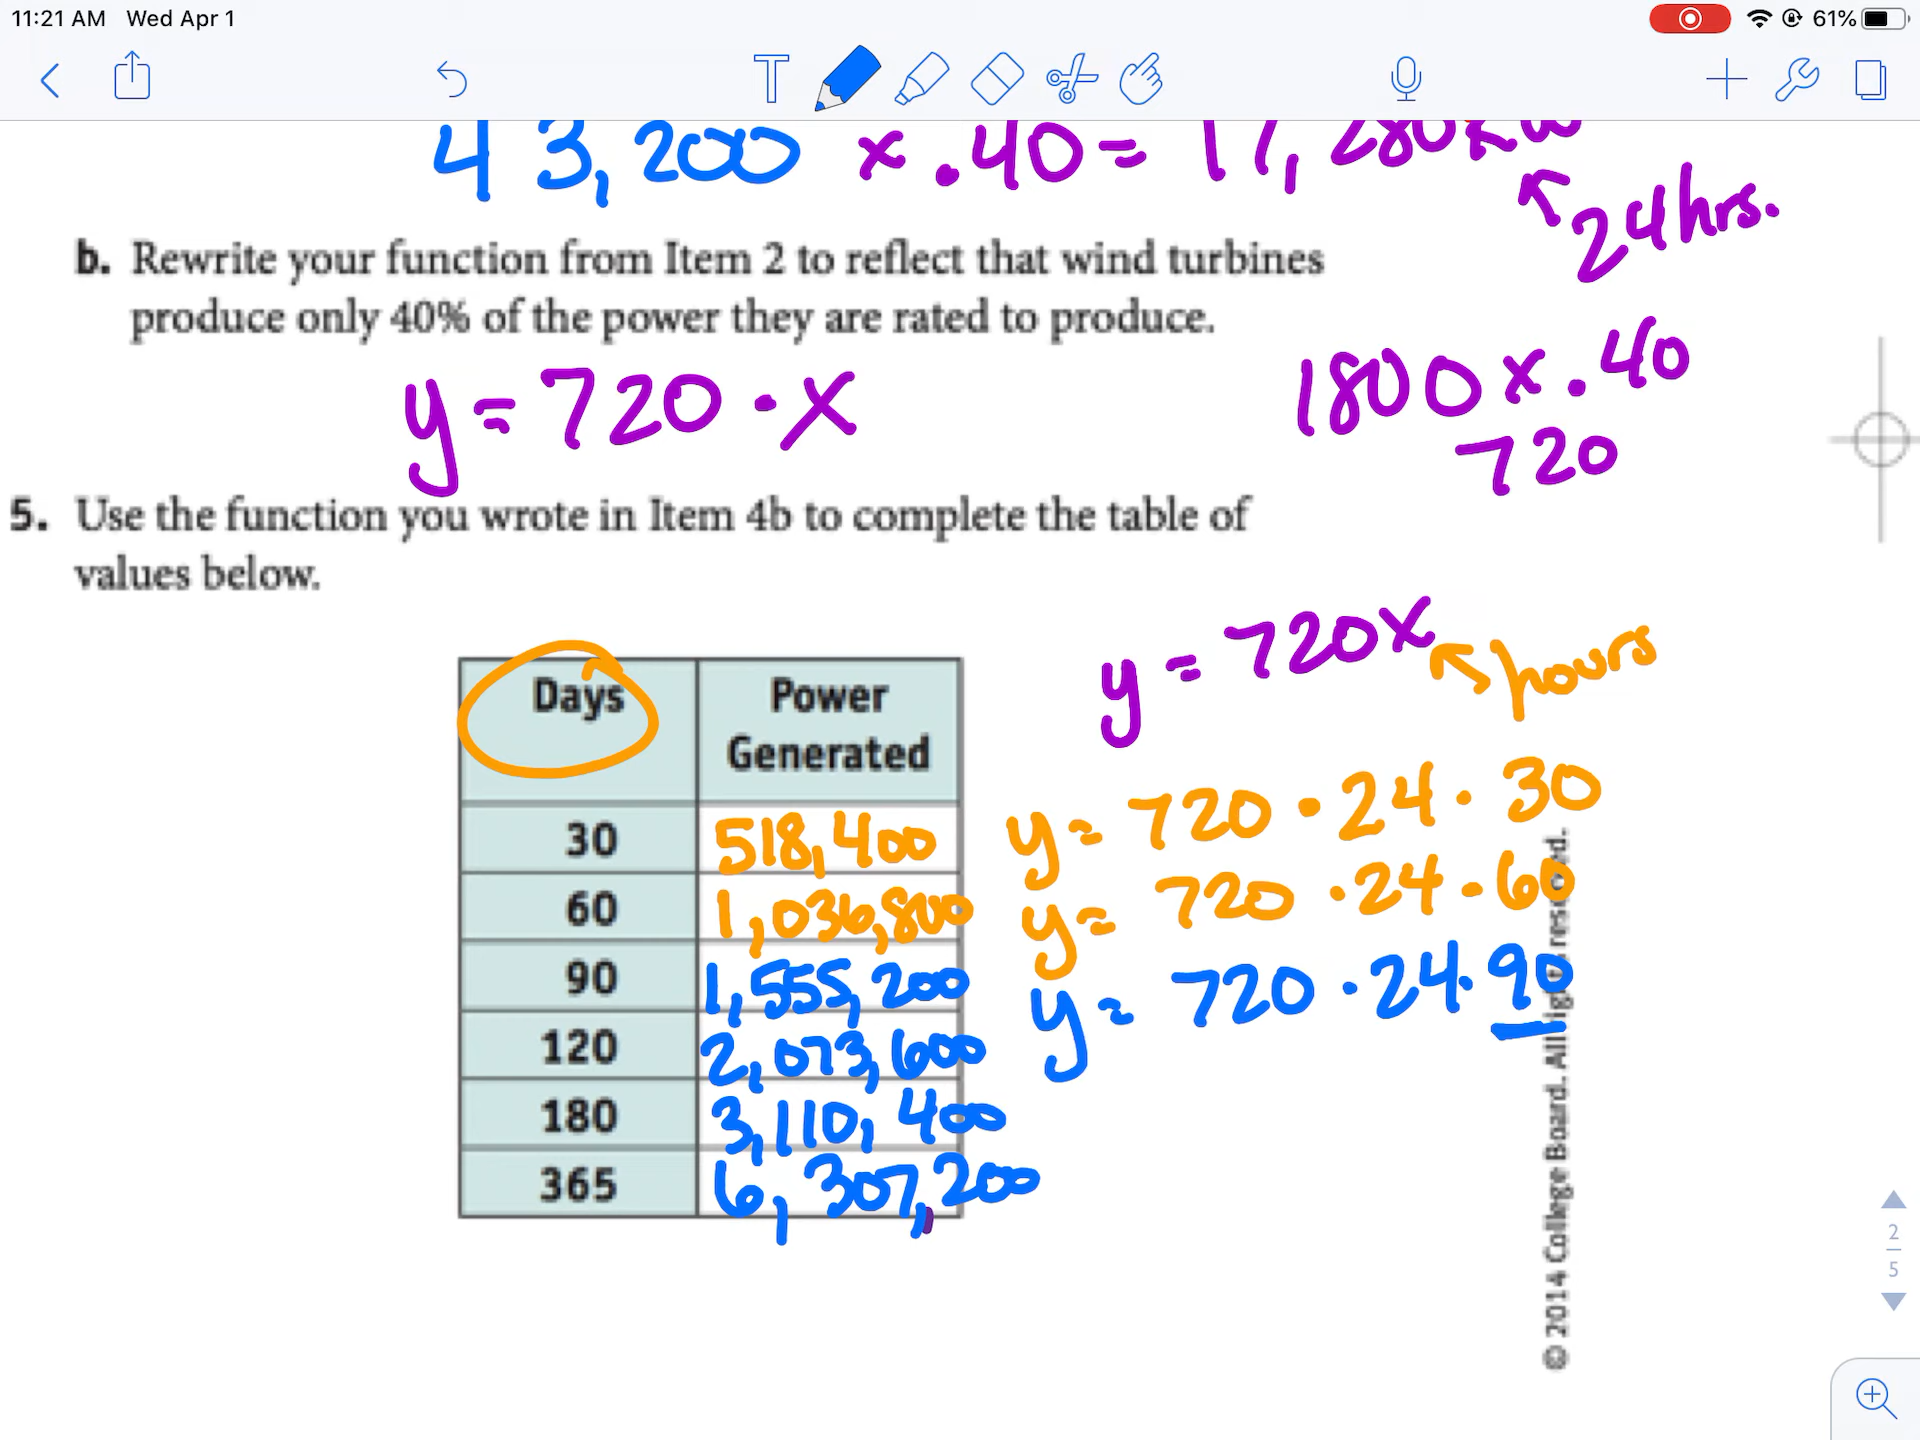 11:21 AM Wed Apr 1 61%
T
43,200 x .40 = 17,280kw
24hrs.
b. Rewrite your function from Item 2 to reflect that wind turbines
produce only 40% of the power they are rated to produce.
1800 x .40
720
y = 720 · x
5. Use the function you wrote in Item 4b to complete the table of
values below.
y = 720x
hours
Days Power Generated
30 518,400
60 1,036,800
90 1,555,200
120 2,073,600
180 3,110,400
365 6,307,200
y = 720 · 24 · 30
y = 720 · 24 · 60
y = 720 · 24 · 90
© 2014 College Board. All rights reserved.
2
5